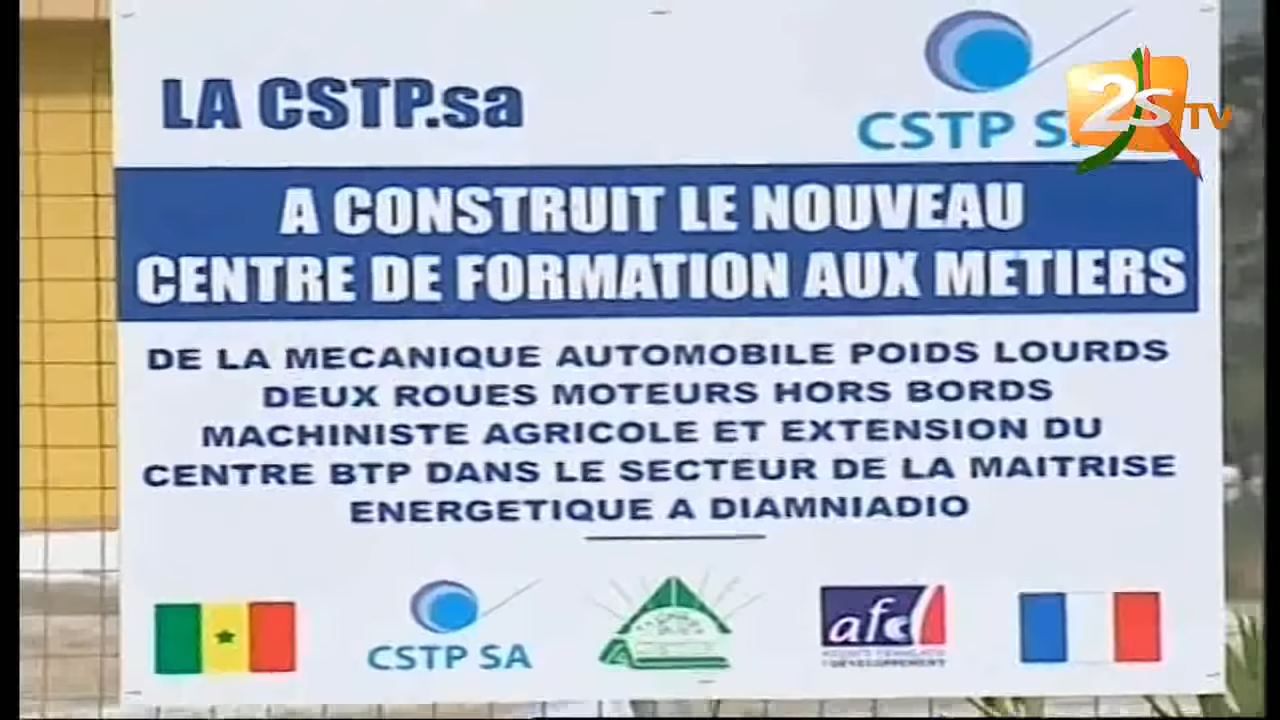 LA CSTP.sa
CSTP S
2s TV
A CONSTRUIT LE NOUVEAU
CENTRE DE FORMATION AUX METIERS
DE LA MECANIQUE AUTOMOBILE POIDS LOURDS
DEUX ROUES MOTEURS HORS BORDS
MACHINISTE AGRICOLE ET EXTENSION DU
CENTRE BTP DANS LE SECTEUR DE LA MAITRISE
ENERGETIQUE A DIAMNIADIO
CSTP SA
afd